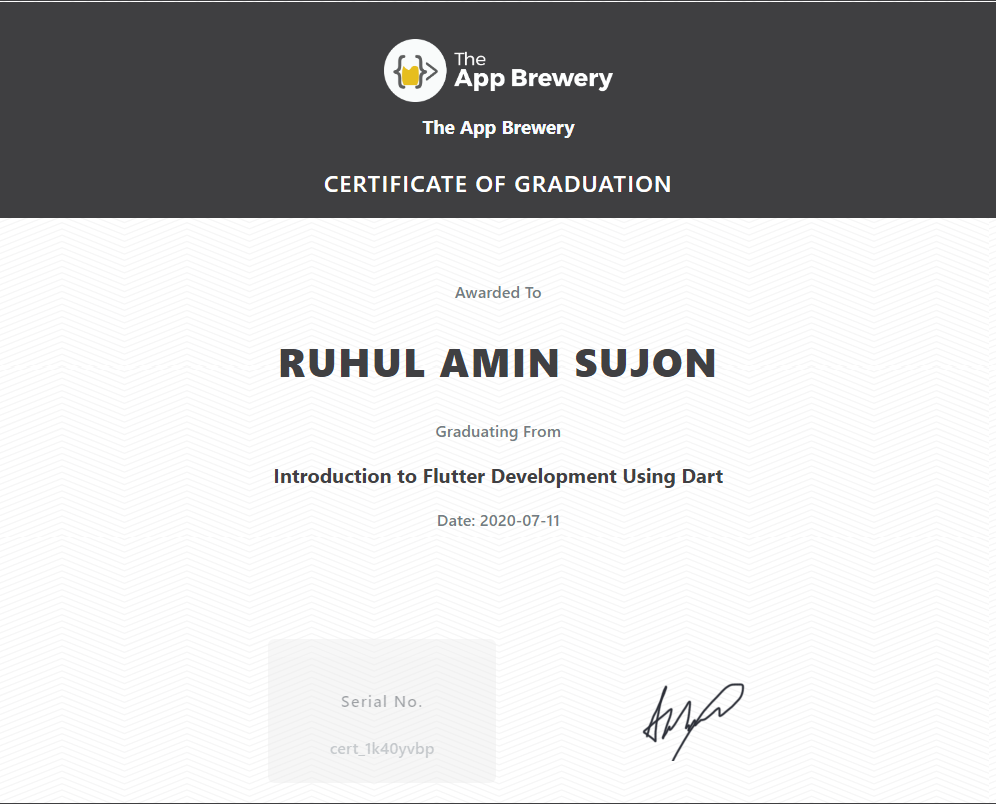 The
App Brewery
The App Brewery
CERTIFICATE OF GRADUATION
Awarded To
RUHUL AMIN SUJON
Graduating From
Introduction to Flutter Development Using Dart
Date: 2020-07-11
Serial No.
cert_1k40yvbp